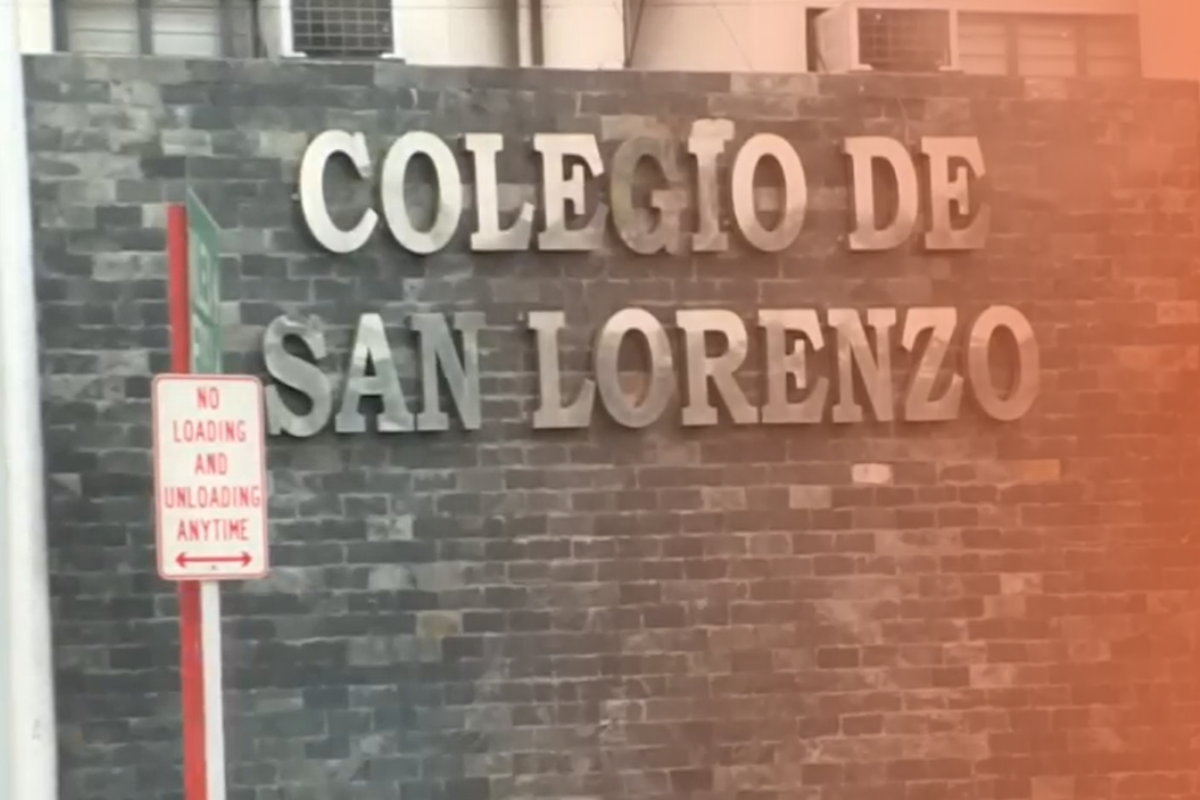 COLEGIO DE
SAN LORENZO
NO
LOADING
AND
UNLOADING
ANYTIME